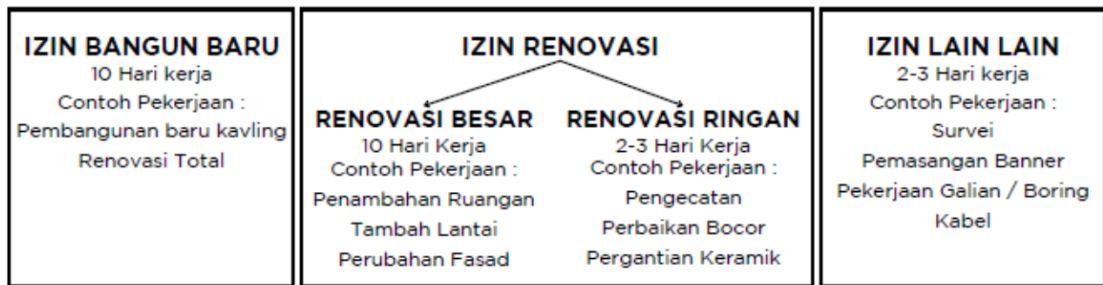 IZIN BANGUN BARU
10 Hari kerja
Contoh Pekerjaan :
Pembangunan baru kavling
Renovasi Total
IZIN RENOVASI
RENOVASI BESAR
10 Hari Kerja
Contoh Pekerjaan :
Penambahan Ruangan
Tambah Lantai
Perubahan Fasad
RENOVASI RINGAN
2-3 Hari Kerja
Contoh Pekerjaan :
Pengecatan
Perbaikan Bocor
Pergantian Keramik
IZIN LAIN LAIN
2-3 Hari kerja
Contoh Pekerjaan :
Survei
Pemasangan Banner
Pekerjaan Galian / Boring
Kabel